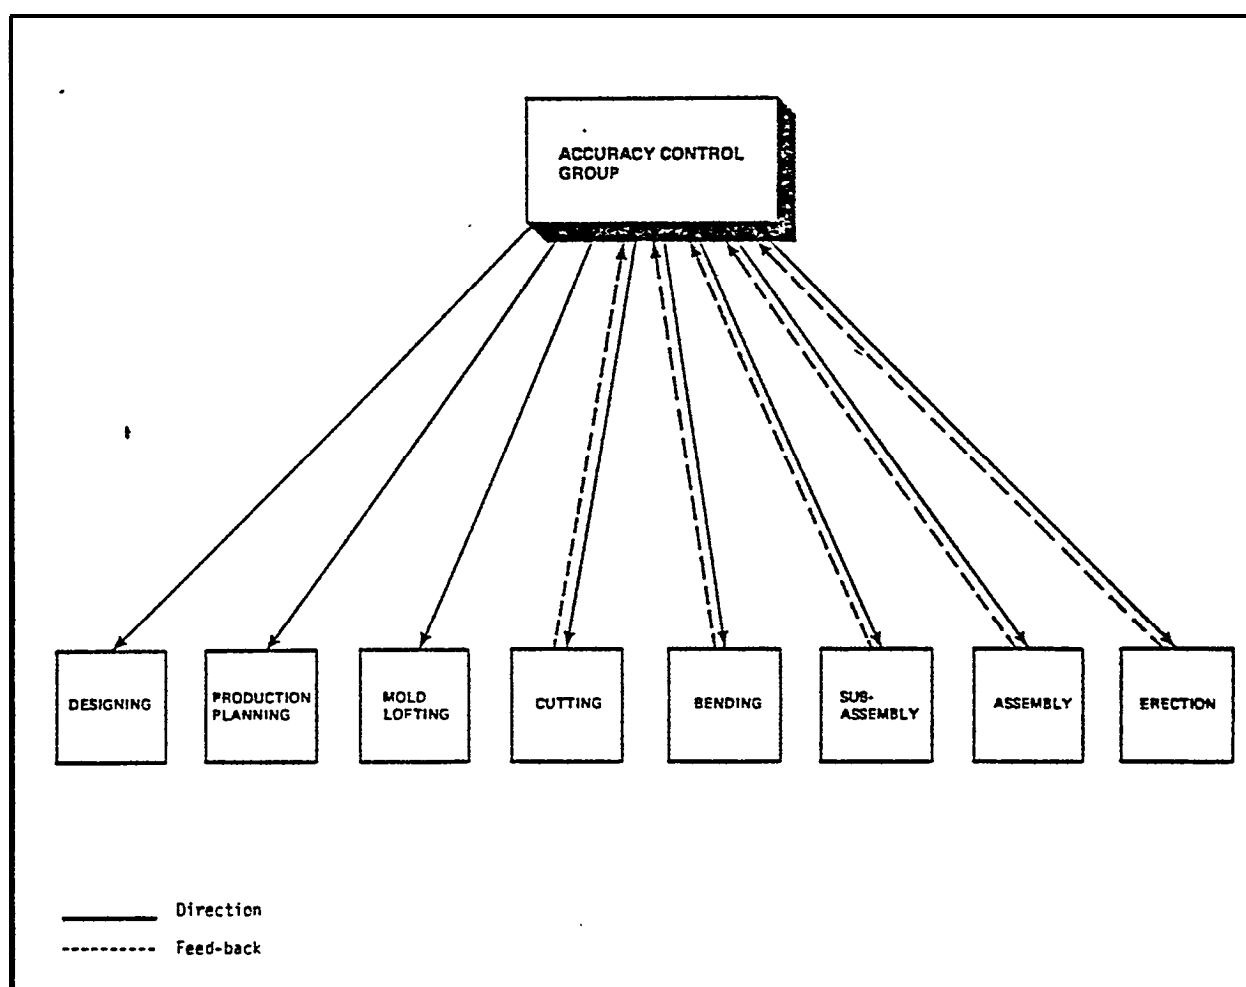 ACCURACY CONTROL
GROUP
DESIGNING
PRODUCTION
PLANNING
MOLD
LOFTING
CUTTING
BENDING
SUB-
ASSEMBLY
ASSEMBLY
ERECTION
Direction
Feed-back